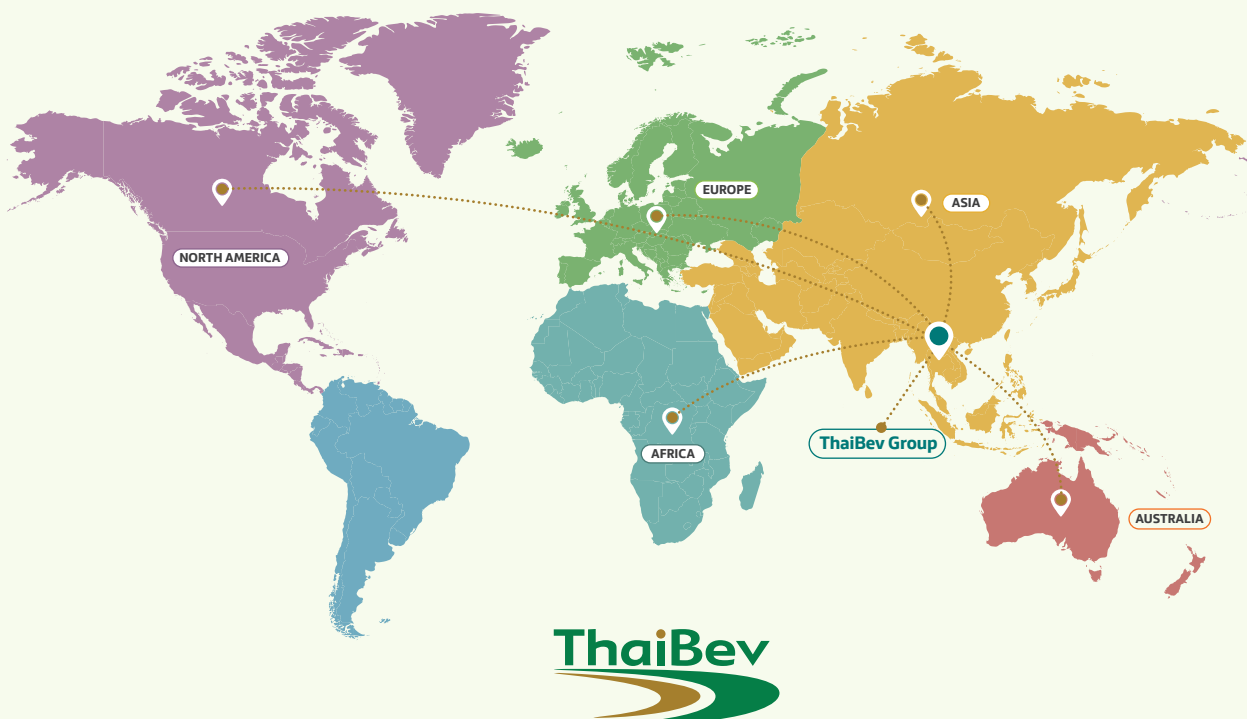 EUROPE
ASIA
NORTH AMERICA
ThaiBev Group
AFRICA
AUSTRALIA
ThaiBev